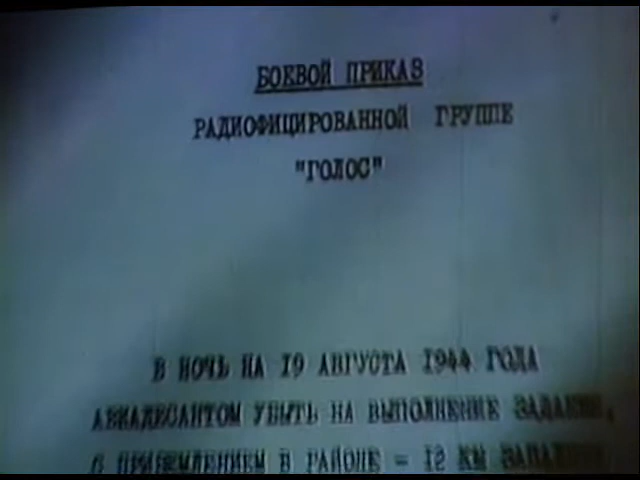 БОЕВОЙ ПРИКАЗ
РАДИОФИЦИРОВАННОЙ ГРУППЕ
"ГОЛОС"
В НОЧЬ НА 19 АВГУСТА 1944 ГОДА
АВИАДЕСАНТОМ УБЫТЬ НА ВЫПОЛНЕНИЕ ЗАДАНИЯ,
С ПРИЗЕМЛЕНИЕМ В РАЙОНЕ - 12 КМ ЗАПАДНЕЕ